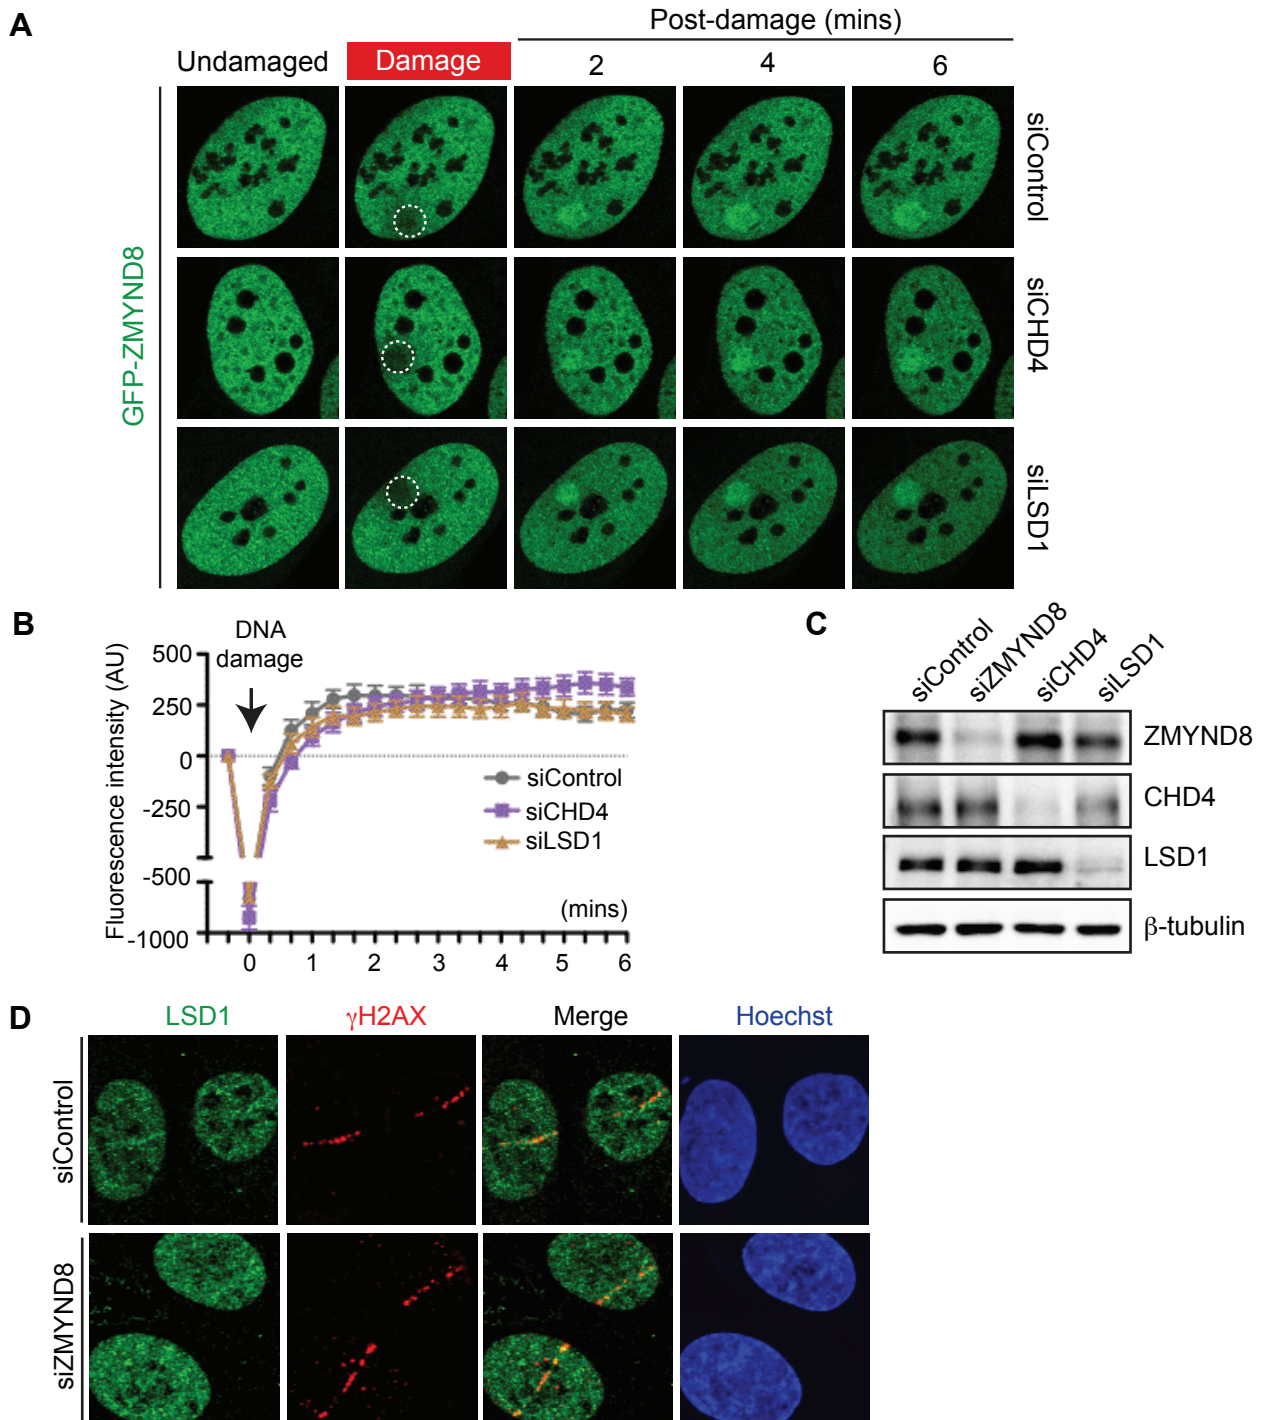 A
Post-damage (mins)
Undamaged
Damage
2
4
6
GFP-ZMYND8
siControl
siCHD4
siLSD1
B
DNA
damage
Fluorescence intensity (AU)
500
250
0
-250
-500
-1000
siControl
siCHD4
siLSD1
(mins)
0 1 2 3 4 5 6
C
siControl
siZMYND8
siCHD4
siLSD1
ZMYND8
CHD4
LSD1
β-tubulin
D
LSD1
γH2AX
Merge
Hoechst
siControl
siZMYND8